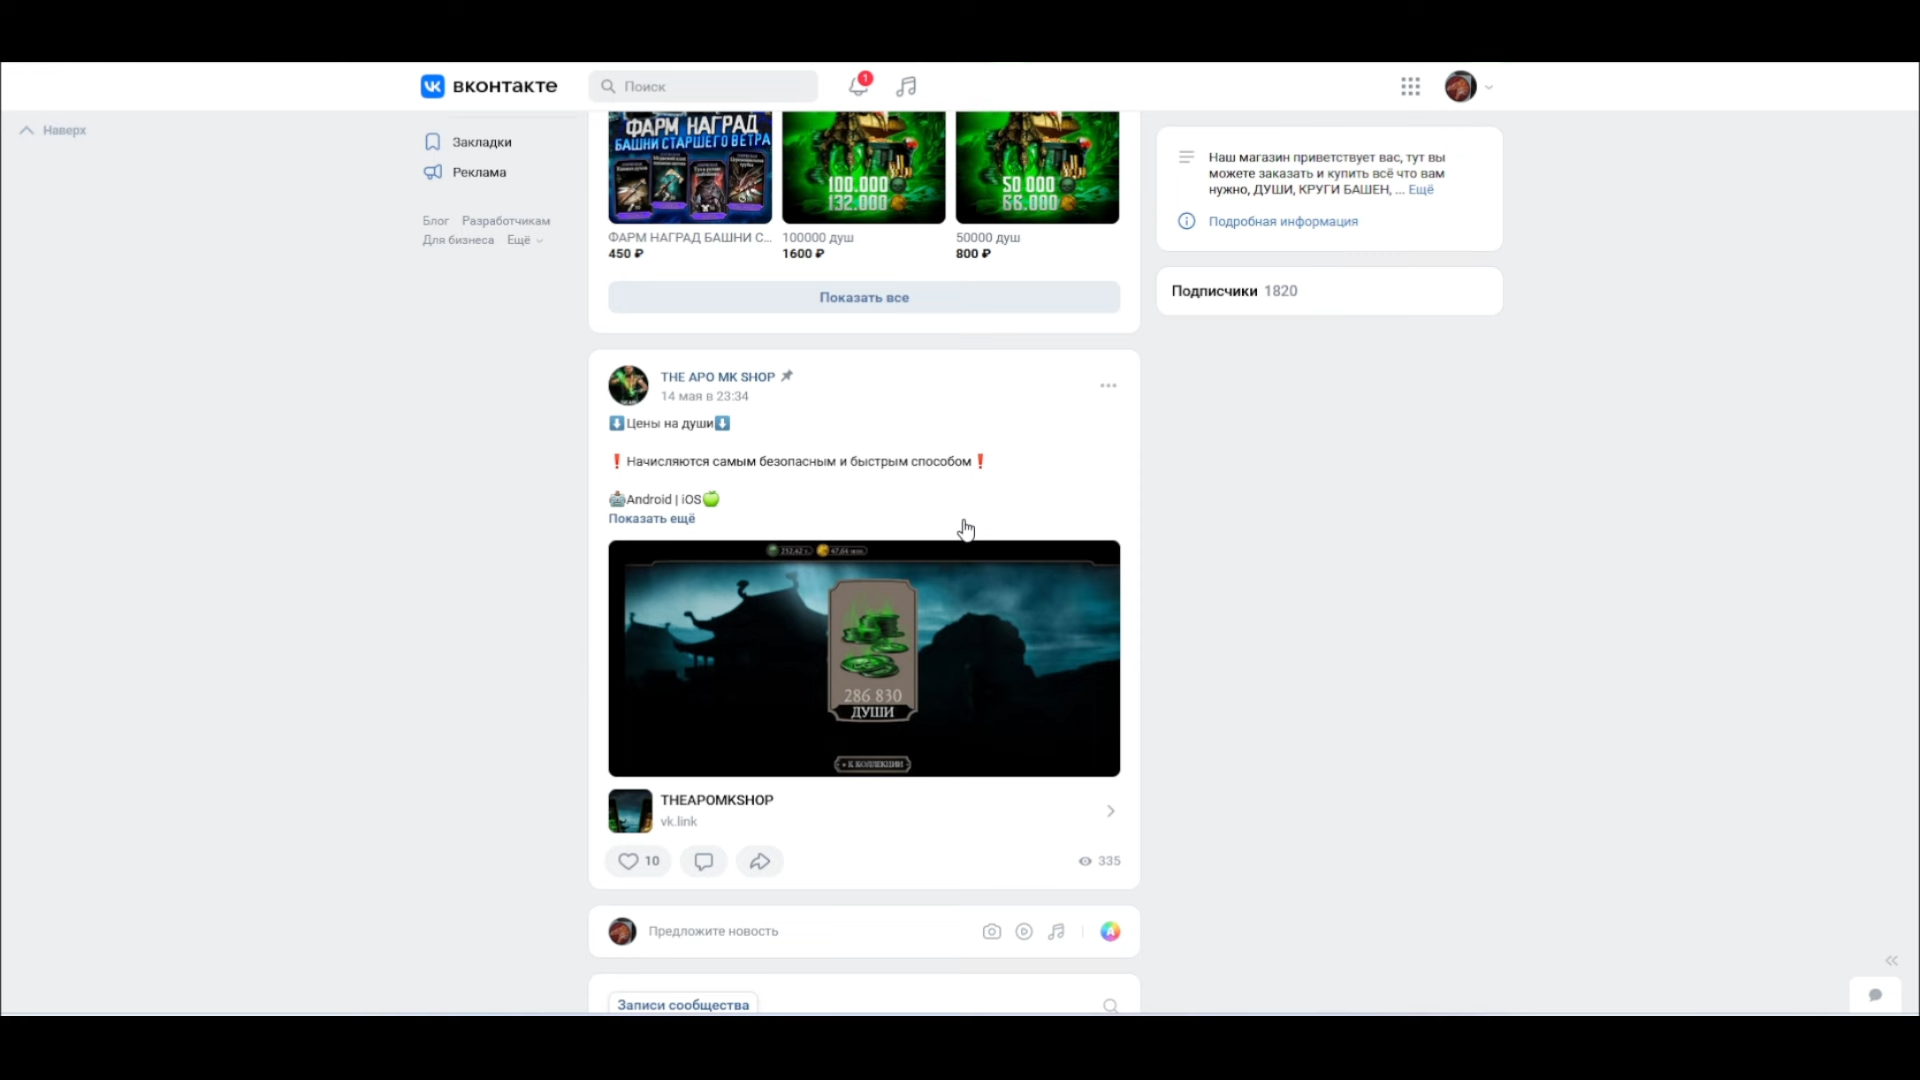 ВКОНТАКТЕ
Поиск
1
Наверх
Закладки
Реклама
Блог Разработчикам
Для бизнеса Ещё
ФАРМ НАГРАД
БАШНИ СТАРШЕГО ВЕТРА
100.000
132.000
50 000
66.000
ФАРМ НАГРАД БАШНИ С...
450 ₽
100000 душ
1600 ₽
50000 душ
800 ₽
Показать все
Наш магазин приветствует вас, тут вы
можете заказать и купить всё что вам
нужно, ДУШИ, КРУГИ БАШЕН, ... Ещё
Подробная информация
Подписчики 1820
THE APO MK SHOP
14 мая в 23:34
⬇️Цены на души⬇️
❗Начисляются самым безопасным и быстрым способом❗
🤖Android | iOS🍏
Показать ещё
286 830
ДУШИ
К КОЛЛЕКЦИИ
THEAPOMKSHOP
vk.link
10
335
Предложите новость
Записи сообщества